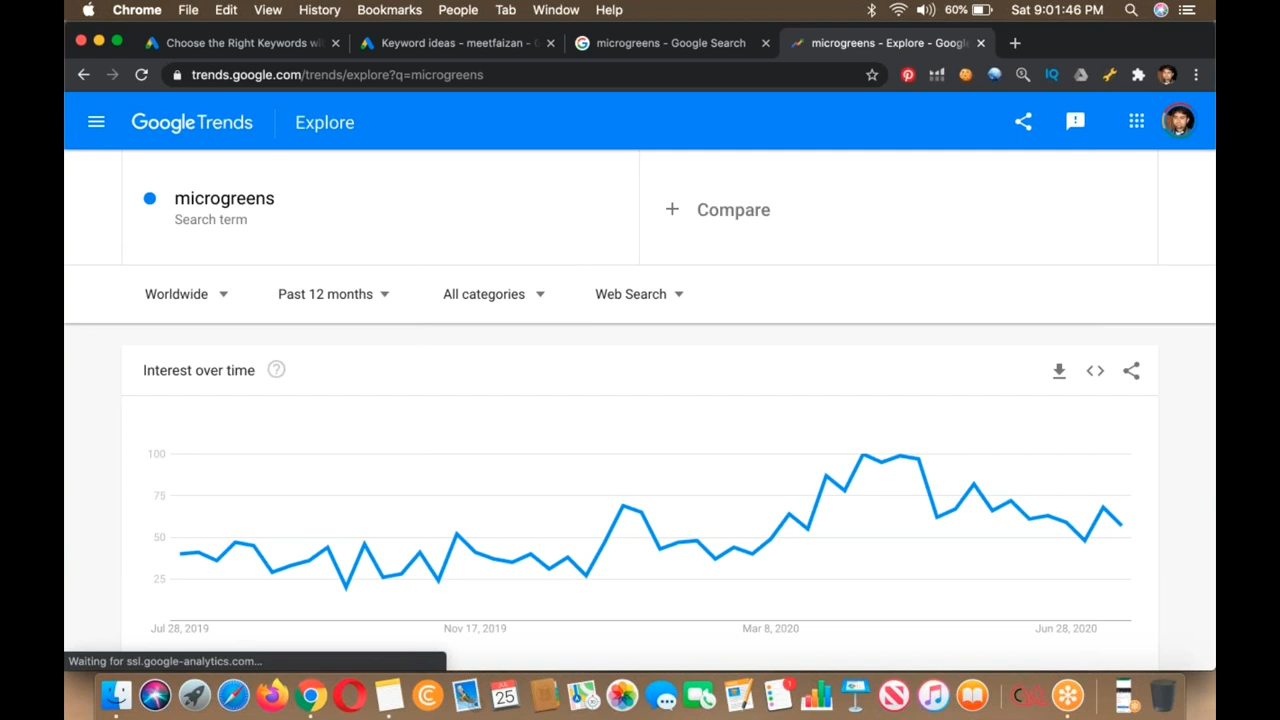 Chrome File Edit View History Bookmarks People Tab Window Help 60% Sat 9:01:46 PM
Choose the Right Keywords wi Keyword ideas - meetfaizan - G microgreens - Google Search microgreens - Explore - Googl
trends.google.com/trends/explore?q=microgreens IQ
Google Trends Explore
microgreens
Search term
+ Compare
Worldwide Past 12 months All categories Web Search
Interest over time ?
100
75
50
25
Jul 28, 2019 Nov 17, 2019 Mar 8, 2020 Jun 28, 2020
Waiting for ssl.google-analytics.com...
JUL
25
1